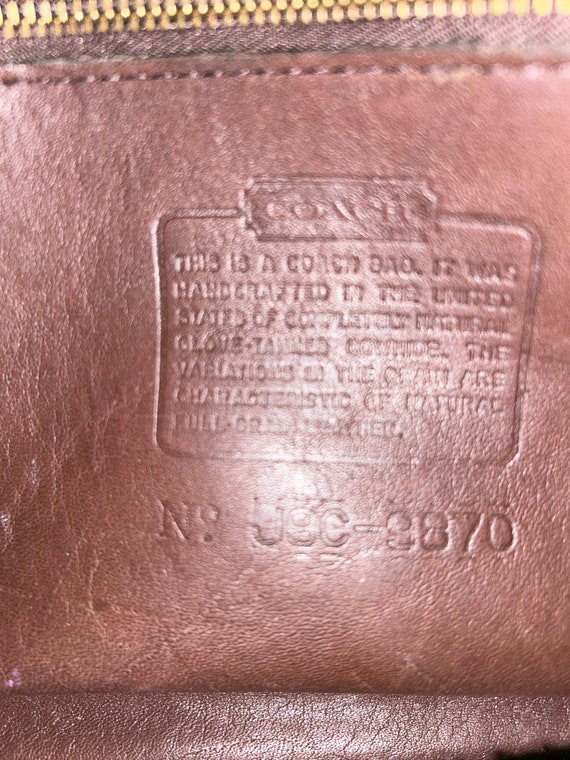 COACH
THIS IS A COACH BAG. IT WAS
HANDCRAFTED IN THE UNITED
STATES OF COMPLETELY NATURAL
GLOVE-TANNED COWHIDE. THE
VARIATIONS IN THE GRAIN ARE
CHARACTERISTIC OF NATURAL
FULL-GRAIN LEATHER.
No. J9C-9870